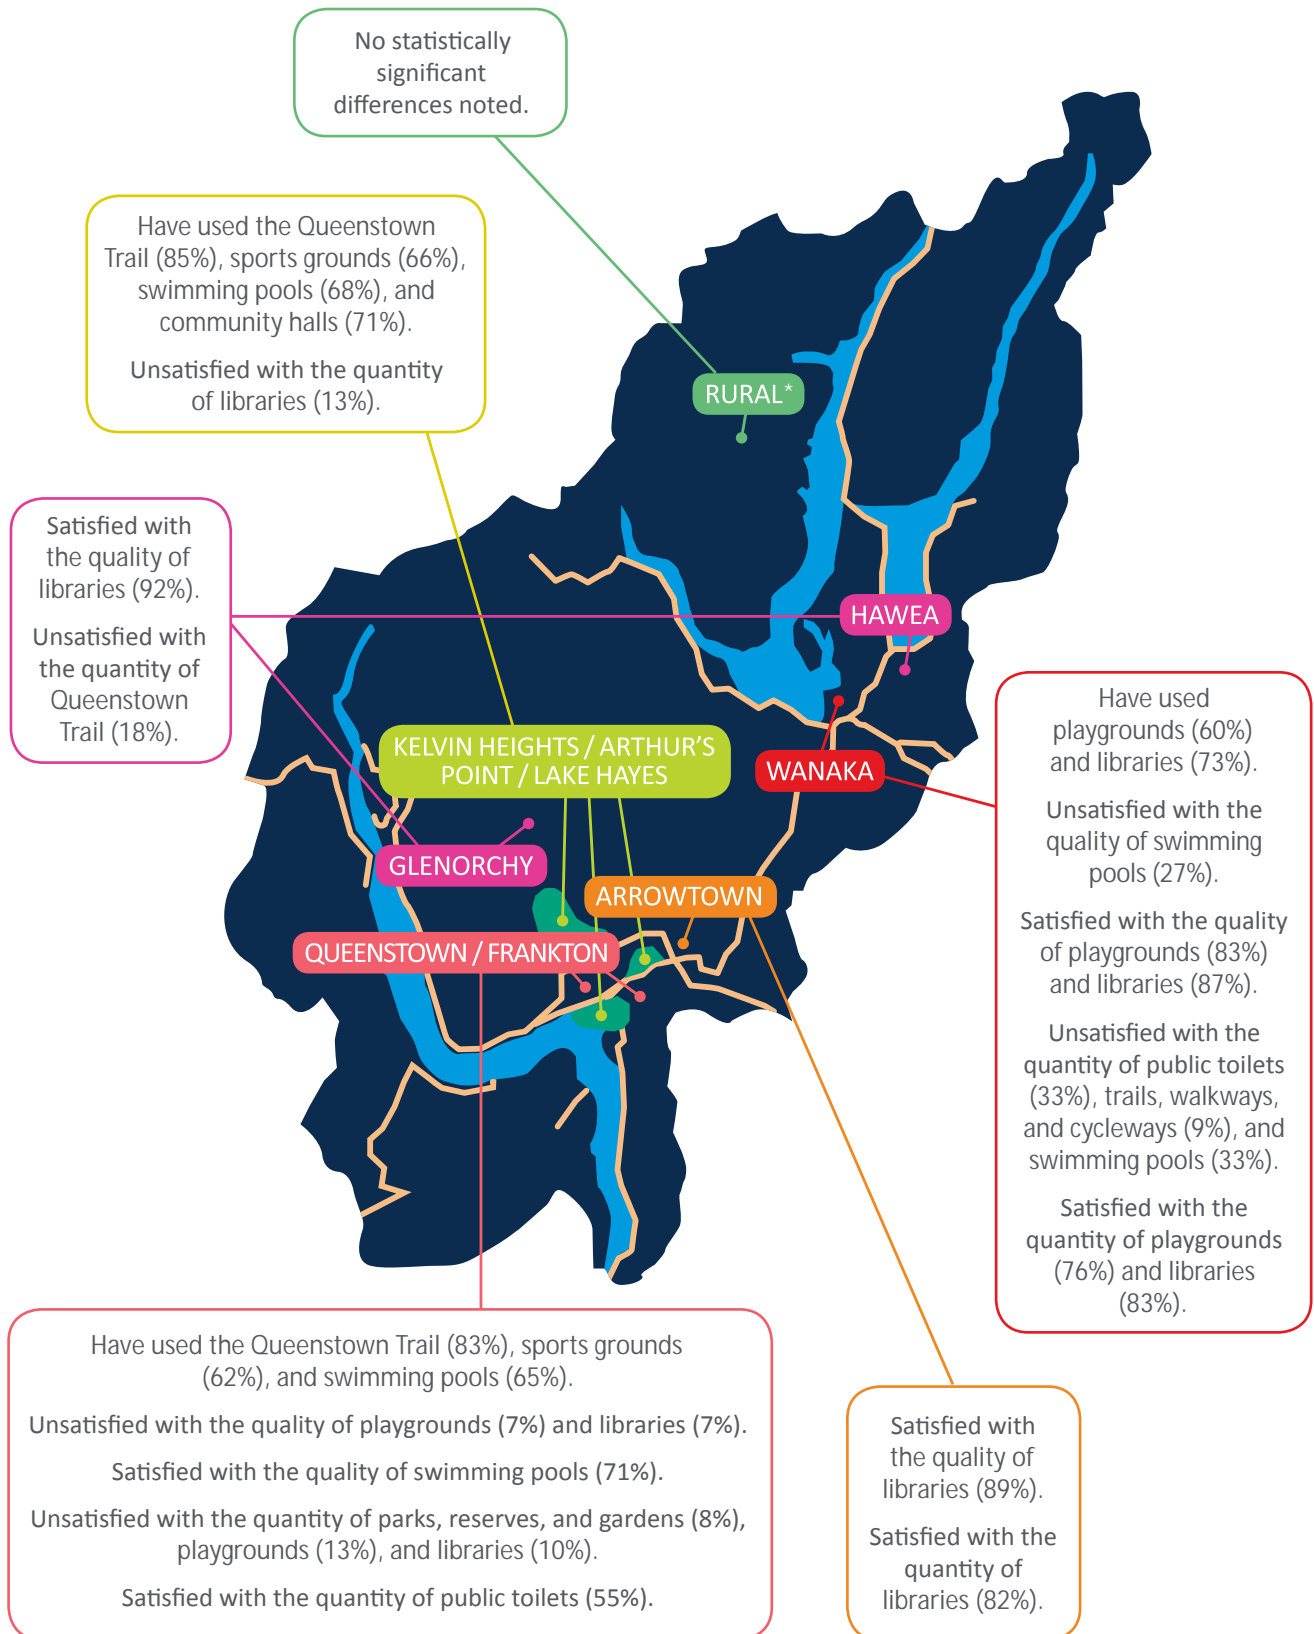 No statistically
significant
differences noted.
Have used the Queenstown
Trail (85%), sports grounds (66%),
swimming pools (68%), and
community halls (71%).
Unsatisfied with the quantity
of libraries (13%).
RURAL*
Satisfied with
the quality of
libraries (92%).
Unsatisfied with
the quantity of
Queenstown
Trail (18%).
HAWEA
KELVIN HEIGHTS / ARTHUR'S
POINT / LAKE HAYES
WANAKA
GLENORCHY
ARROWTOWN
QUEENSTOWN / FRANKTON
Have used
playgrounds (60%)
and libraries (73%).
Unsatisfied with the
quality of swimming
pools (27%).
Satisfied with the quality
of playgrounds (83%)
and libraries (87%).
Unsatisfied with the
quantity of public toilets
(33%), trails, walkways,
and cycleways (9%), and
swimming pools (33%).
Satisfied with the
quantity of playgrounds
(76%) and libraries
(83%).
Have used the Queenstown Trail (83%), sports grounds
(62%), and swimming pools (65%).
Unsatisfied with the quality of playgrounds (7%) and libraries (7%).
Satisfied with the quality of swimming pools (71%).
Unsatisfied with the quantity of parks, reserves, and gardens (8%),
playgrounds (13%), and libraries (10%).
Satisfied with the quantity of public toilets (55%).
Satisfied with
the quality of
libraries (89%).
Satisfied with the
quantity of
libraries (82%).